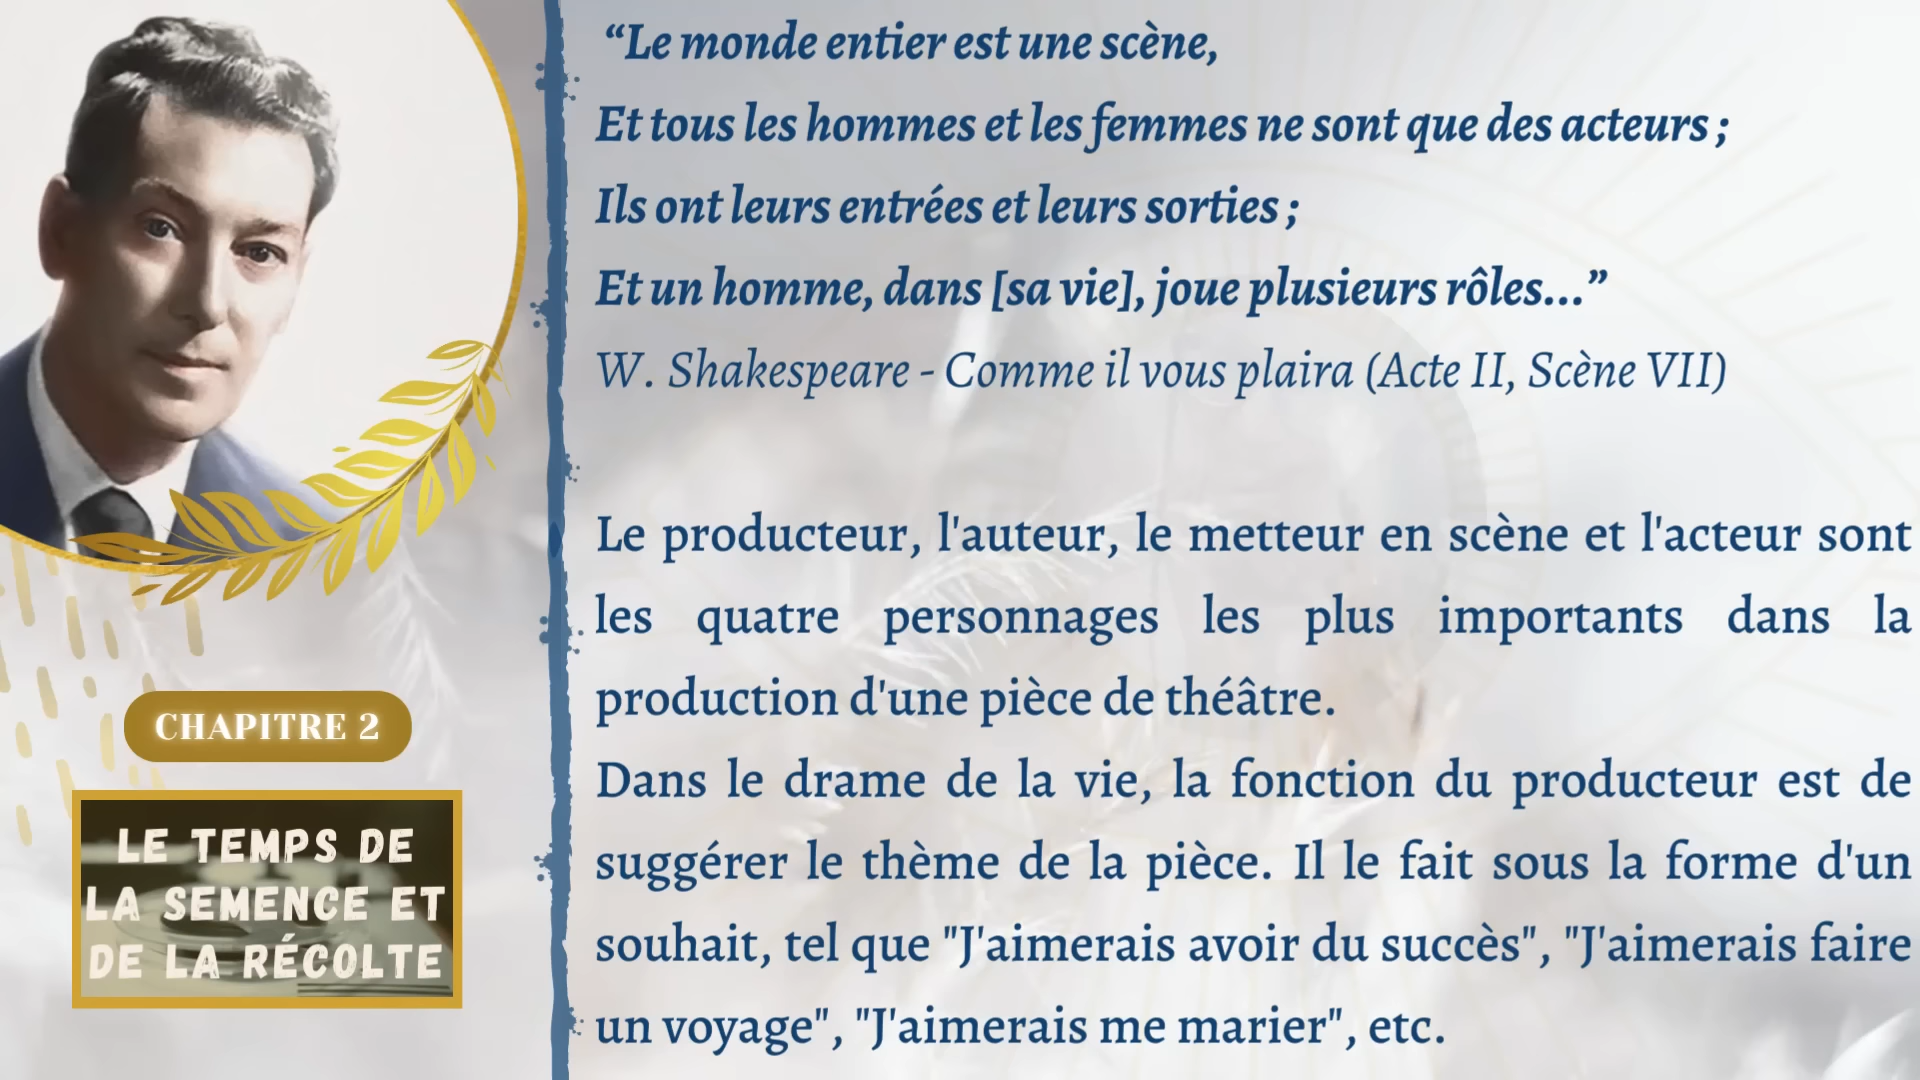 “Le monde entier est une scène,
Et tous les hommes et les femmes ne sont que des acteurs ;
Ils ont leurs entrées et leurs sorties ;
Et un homme, dans [sa vie], joue plusieurs rôles...”
W. Shakespeare - Comme il vous plaira (Acte II, Scène VII)
Le producteur, l'auteur, le metteur en scène et l'acteur sont
les quatre personnages les plus importants dans la
production d'une pièce de théâtre.
Dans le drame de la vie, la fonction du producteur est de
suggérer le thème de la pièce. Il le fait sous la forme d'un
souhait, tel que "J'aimerais avoir du succès", "J'aimerais faire
un voyage", "J'aimerais me marier", etc.
CHAPITRE 2
LE TEMPS DE
LA SEMENCE ET
DE LA RÉCOLTE